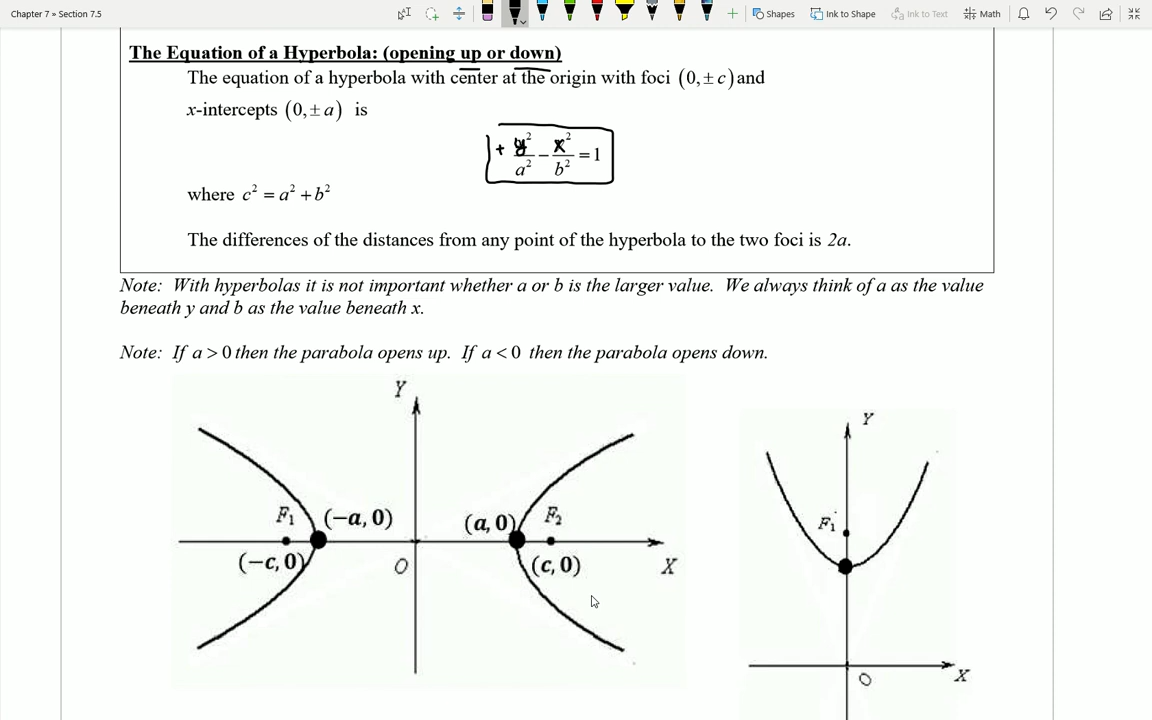 Chapter 7 » Section 7.5
Shapes Ink to Shape Ink to Text Math
The Equation of a Hyperbola: (opening up or down)
The equation of a hyperbola with center at the origin with foci (0, ± c) and
x-intercepts (0, ± a) is
+ y²/a² − x²/b² = 1
where c² = a² + b²
The differences of the distances from any point of the hyperbola to the two foci is 2a.
Note: With hyperbolas it is not important whether a or b is the larger value. We always think of a as the value
beneath y and b as the value beneath x.
Note: If a > 0 then the parabola opens up. If a < 0 then the parabola opens down.
Y
F₁ (−a, 0) (a, 0) F₂
(−c, 0) O (c, 0) X
Y
F₁
O X